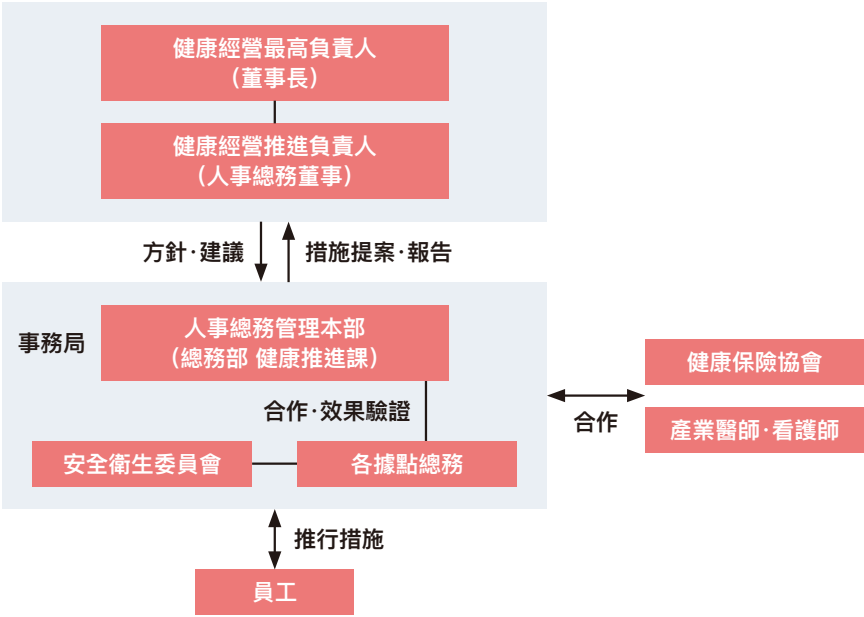 健康經營最高負責人
（董事長）
健康經營推進負責人
（人事總務董事）
方針·建議
措施提案·報告
事務局
人事總務管理本部
（總務部 健康推進課）
合作·效果驗證
安全衛生委員會
各據點總務
合作
健康保險協會
產業醫師·看護師
推行措施
員工